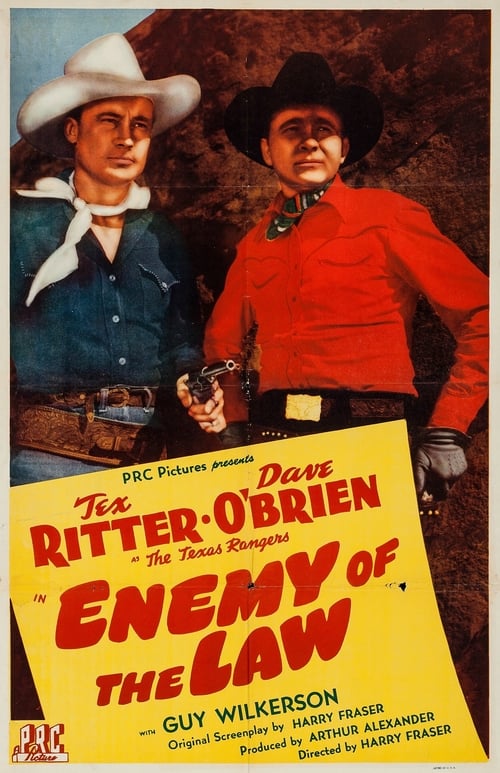 PRC Pictures presents
Tex Dave
RITTER · O'BRIEN
AS The Texas Rangers
IN ENEMY OF
THE LAW
WITH GUY WILKERSON
Original Screenplay by HARRY FRASER
Produced by ARTHUR ALEXANDER
Directed by HARRY FRASER
PRC
A Picture